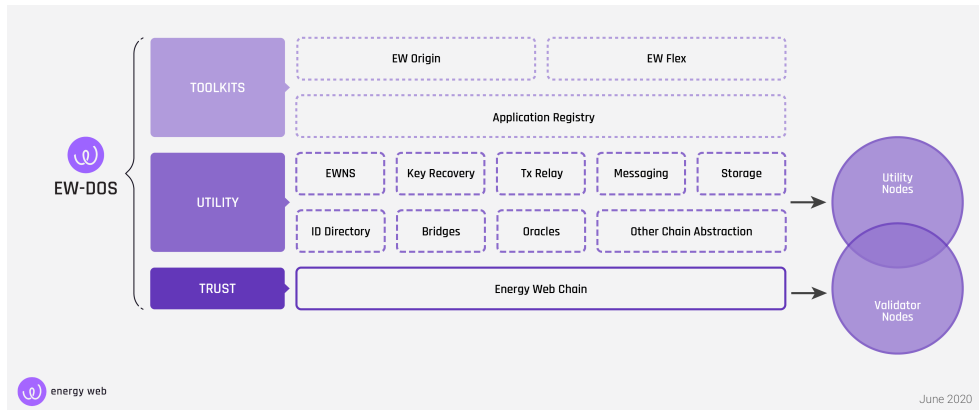 TOOLKITS
EW Origin
EW Flex
Application Registry
EW-DOS
UTILITY
EWNS
Key Recovery
Tx Relay
Messaging
Storage
ID Directory
Bridges
Oracles
Other Chain Abstraction
Utility
Nodes
TRUST
Energy Web Chain
Validator
Nodes
energy web
June 2020